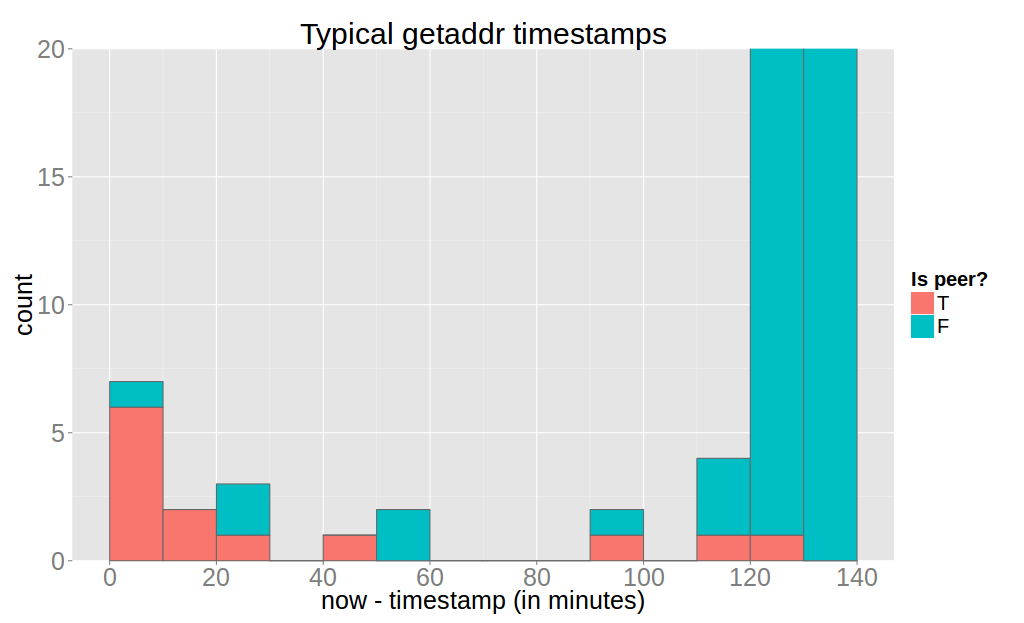 Typical getaddr timestamps
20
15
10
5
0
count
0 20 40 60 80 100 120 140
now - timestamp (in minutes)
Is peer?
T
F